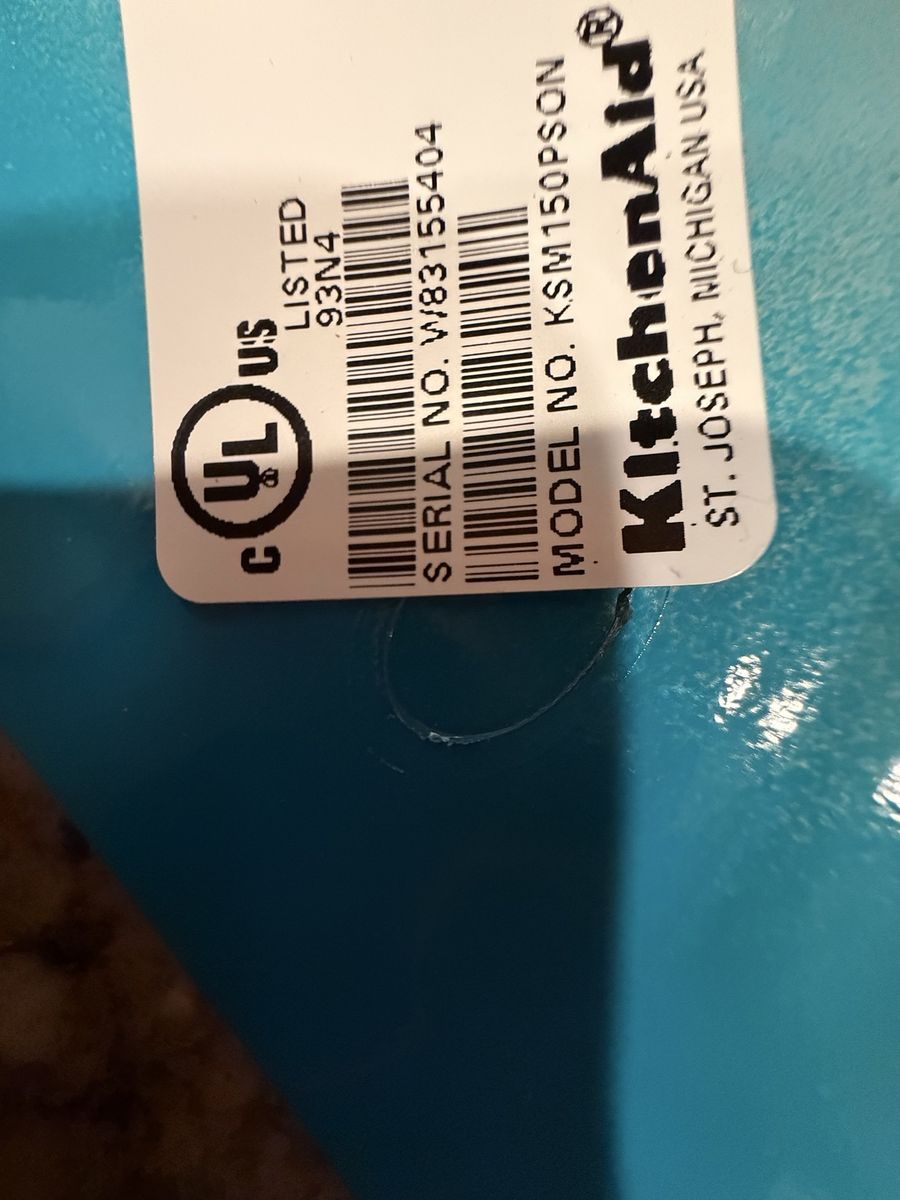 KitchenAid®
ST. JOSEPH, MICHIGAN USA
MODEL NO. KSM150PSON
SERIAL NO. W83155404
C UL US
®
LISTED
93N4